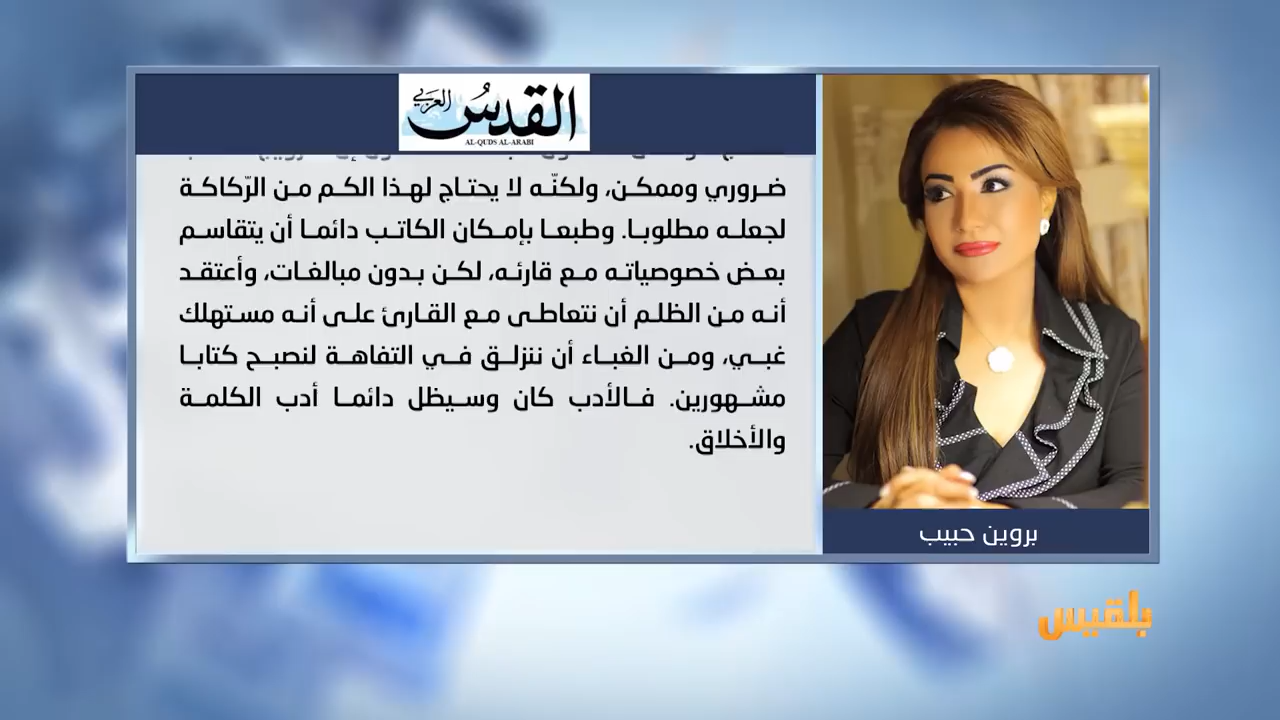 القدس العربي
AL-QUDS AL-ARABI
ضروري وممكن، ولكنّه لا يحتاج لهذا الكم من الرّكاكة
لجعله مطلوبا. وطبعا بإمكان الكاتب دائما أن يتقاسم
بعض خصوصياته مع قارئه، لكن بدون مبالغات، وأعتقد
أنه من الظلم أن نتعاطى مع القارئ على أنه مستهلك
غبي، ومن الغباء أن ننزلق في التفاهة لنصبح كتابا
مشهورين. فالأدب كان وسيظل دائما أدب الكلمة
والأخلاق.
بروين حبيب
بلقيس